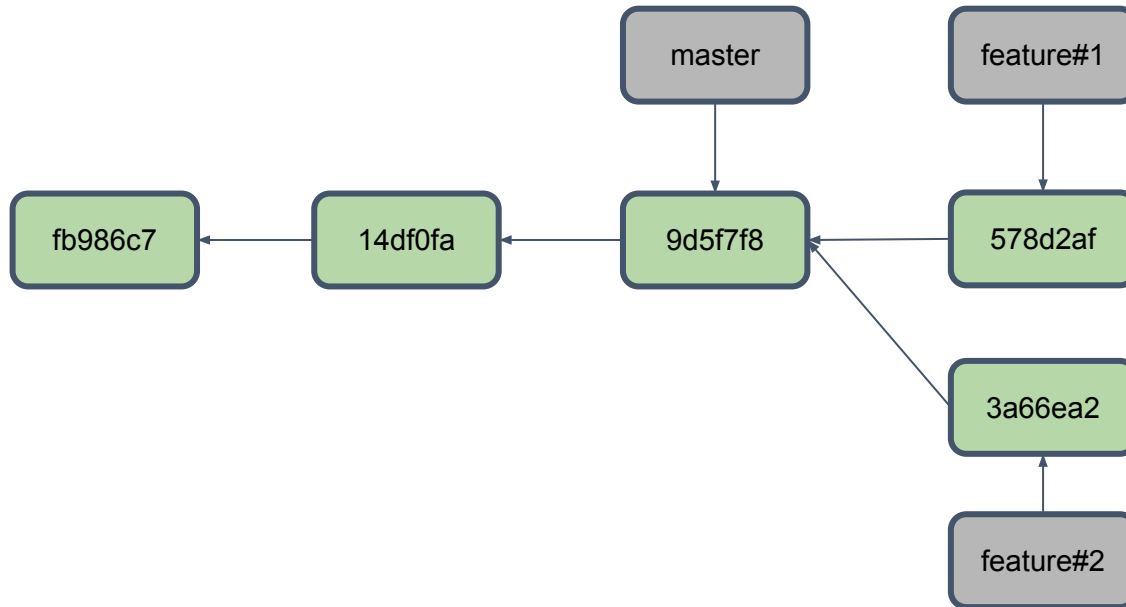 master
feature#1
fb986c7
14df0fa
9d5f7f8
578d2af
3a66ea2
feature#2